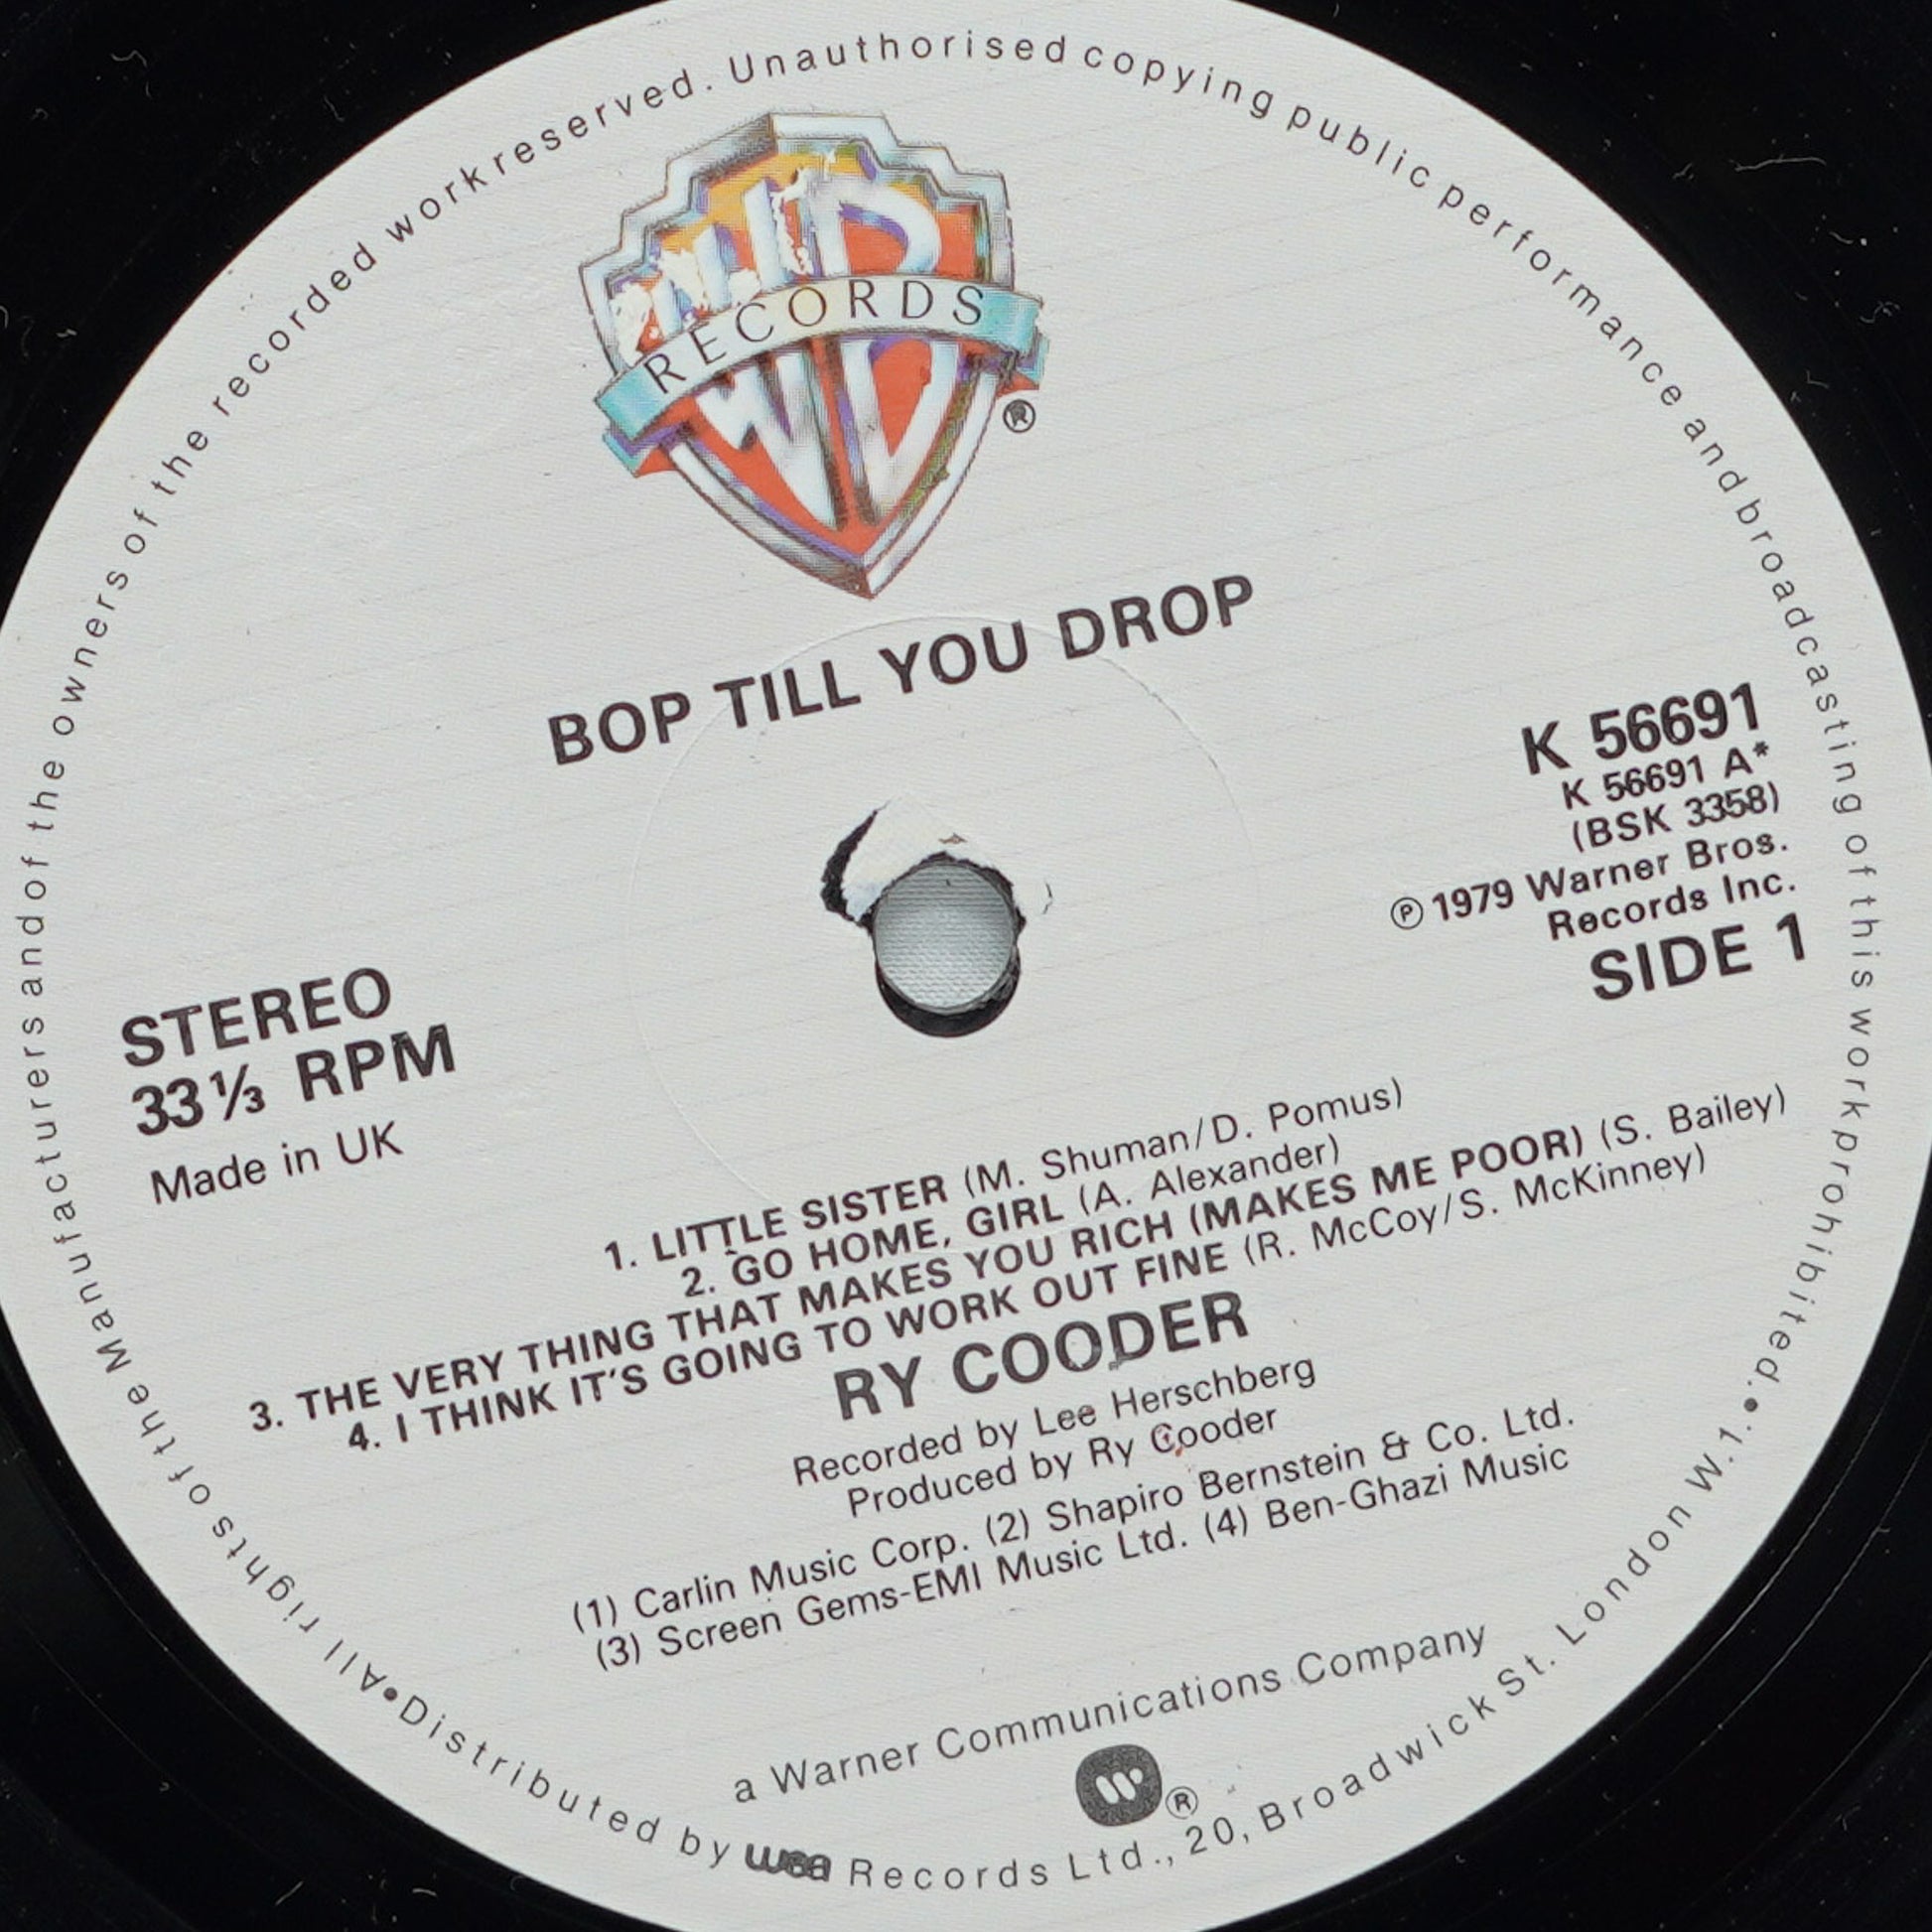 All rights of the Manufacturers and of the owners of the recorded work reserved. Unauthorised copying public performance and broadcasting of this work prohibited.
RECORDS
®
BOP TILL YOU DROP
K 56691
K 56691 A*
(BSK 3358)
℗ 1979 Warner Bros.
Records Inc.
SIDE 1
STEREO
33⅓ RPM
Made in UK
1. LITTLE SISTER (M. Shuman/D. Pomus)
2. GO HOME, GIRL (A. Alexander)
3. THE VERY THING THAT MAKES YOU RICH (MAKES ME POOR) (S. Bailey)
4. I THINK IT'S GOING TO WORK OUT FINE (R. McCoy/S. McKinney)
RY COODER
Recorded by Lee Herschberg
Produced by Ry Cooder
(1) Carlin Music Corp. (2) Shapiro Bernstein & Co. Ltd.
(3) Screen Gems-EMI Music Ltd. (4) Ben-Ghazi Music
a Warner Communications Company
®
•Distributed by wea Records Ltd., 20, Broadwick St. London W.1.•